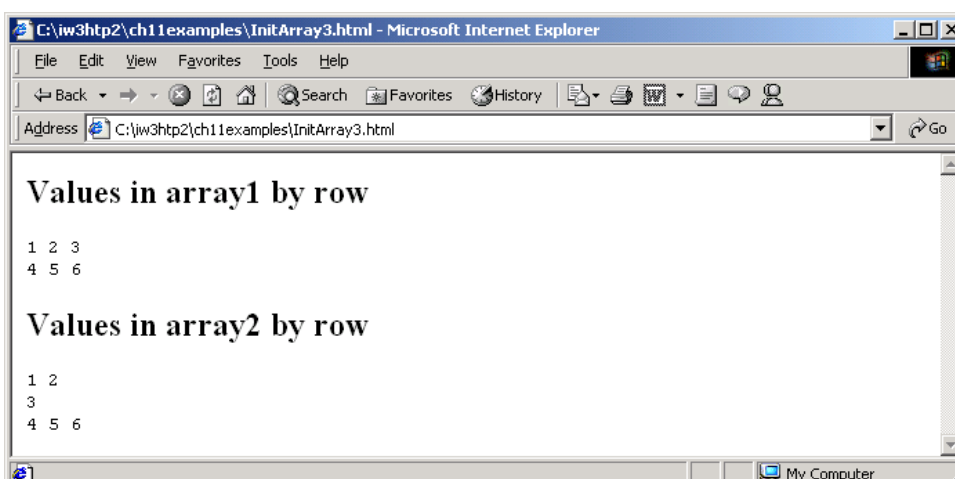 C:\iw3htp2\ch11examples\InitArray3.html - Microsoft Internet Explorer
File Edit View Favorites Tools Help
Back Search Favorites History
Address C:\iw3htp2\ch11examples\InitArray3.html Go
Values in array1 by row
1 2 3
4 5 6
Values in array2 by row
1 2
3
4 5 6
My Computer